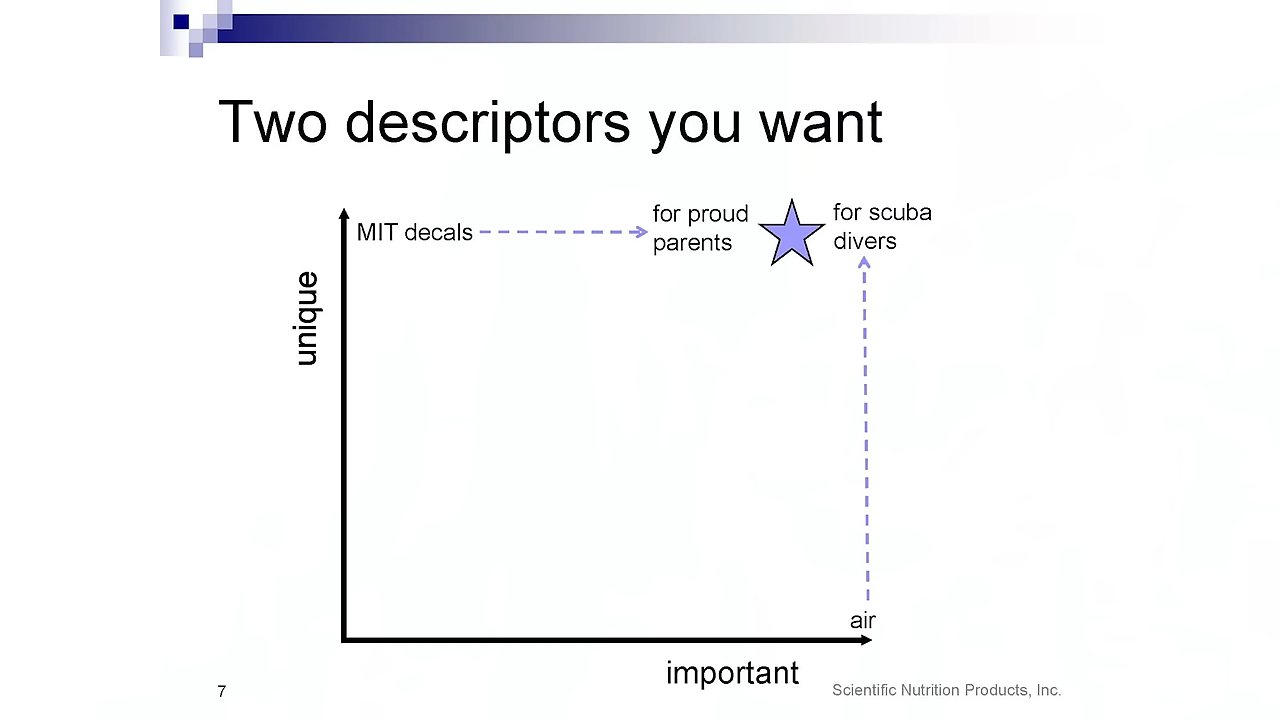 Two descriptors you want
MIT decals
for proud
parents
for scuba
divers
unique
air
important
7
Scientific Nutrition Products, Inc.